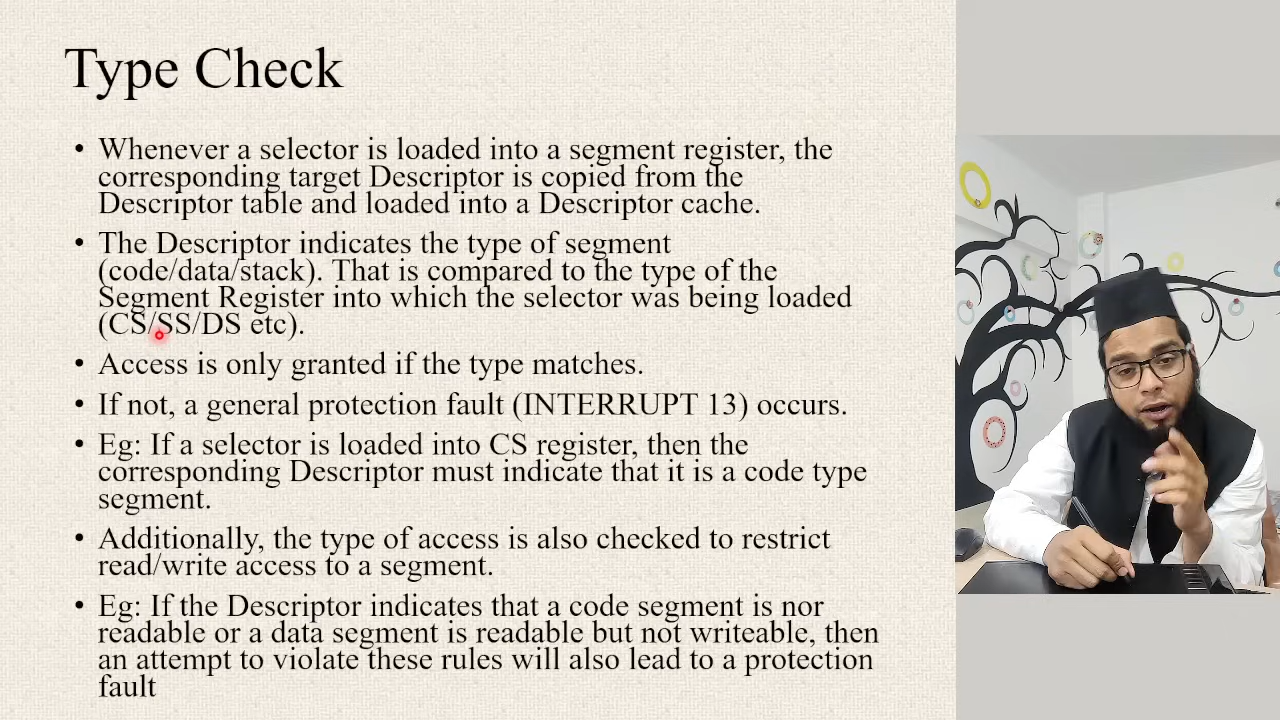 Type Check
• Whenever a selector is loaded into a segment register, the
corresponding target Descriptor is copied from the
Descriptor table and loaded into a Descriptor cache.
• The Descriptor indicates the type of segment
(code/data/stack). That is compared to the type of the
Segment Register into which the selector was being loaded
(CS/SS/DS etc).
• Access is only granted if the type matches.
• If not, a general protection fault (INTERRUPT 13) occurs.
• Eg: If a selector is loaded into CS register, then the
corresponding Descriptor must indicate that it is a code type
segment.
• Additionally, the type of access is also checked to restrict
read/write access to a segment.
• Eg: If the Descriptor indicates that a code segment is nor
readable or a data segment is readable but not writeable, then
an attempt to violate these rules will also lead to a protection
fault